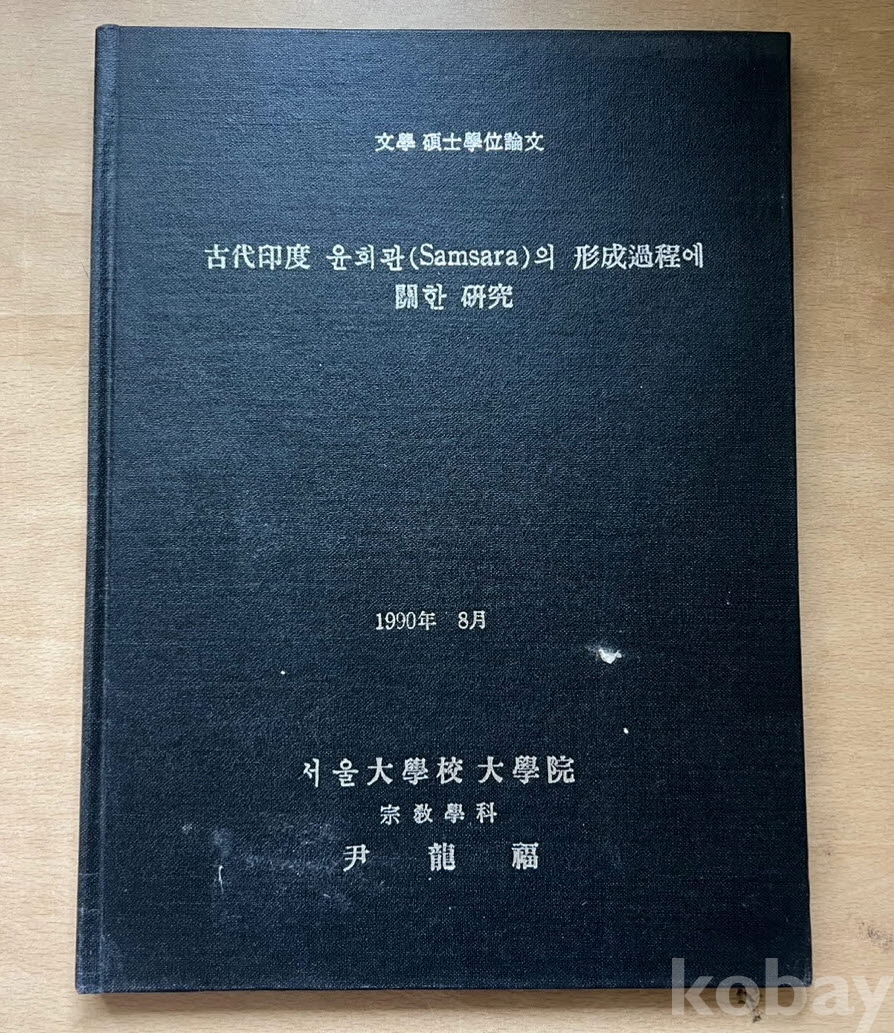 文學 碩士學位論文
古代印度 윤회관(Samsara)의 形成過程에
關한 硏究
1990年 8月
서울大學校 大學院
宗敎學科
尹 龍 福
kobay